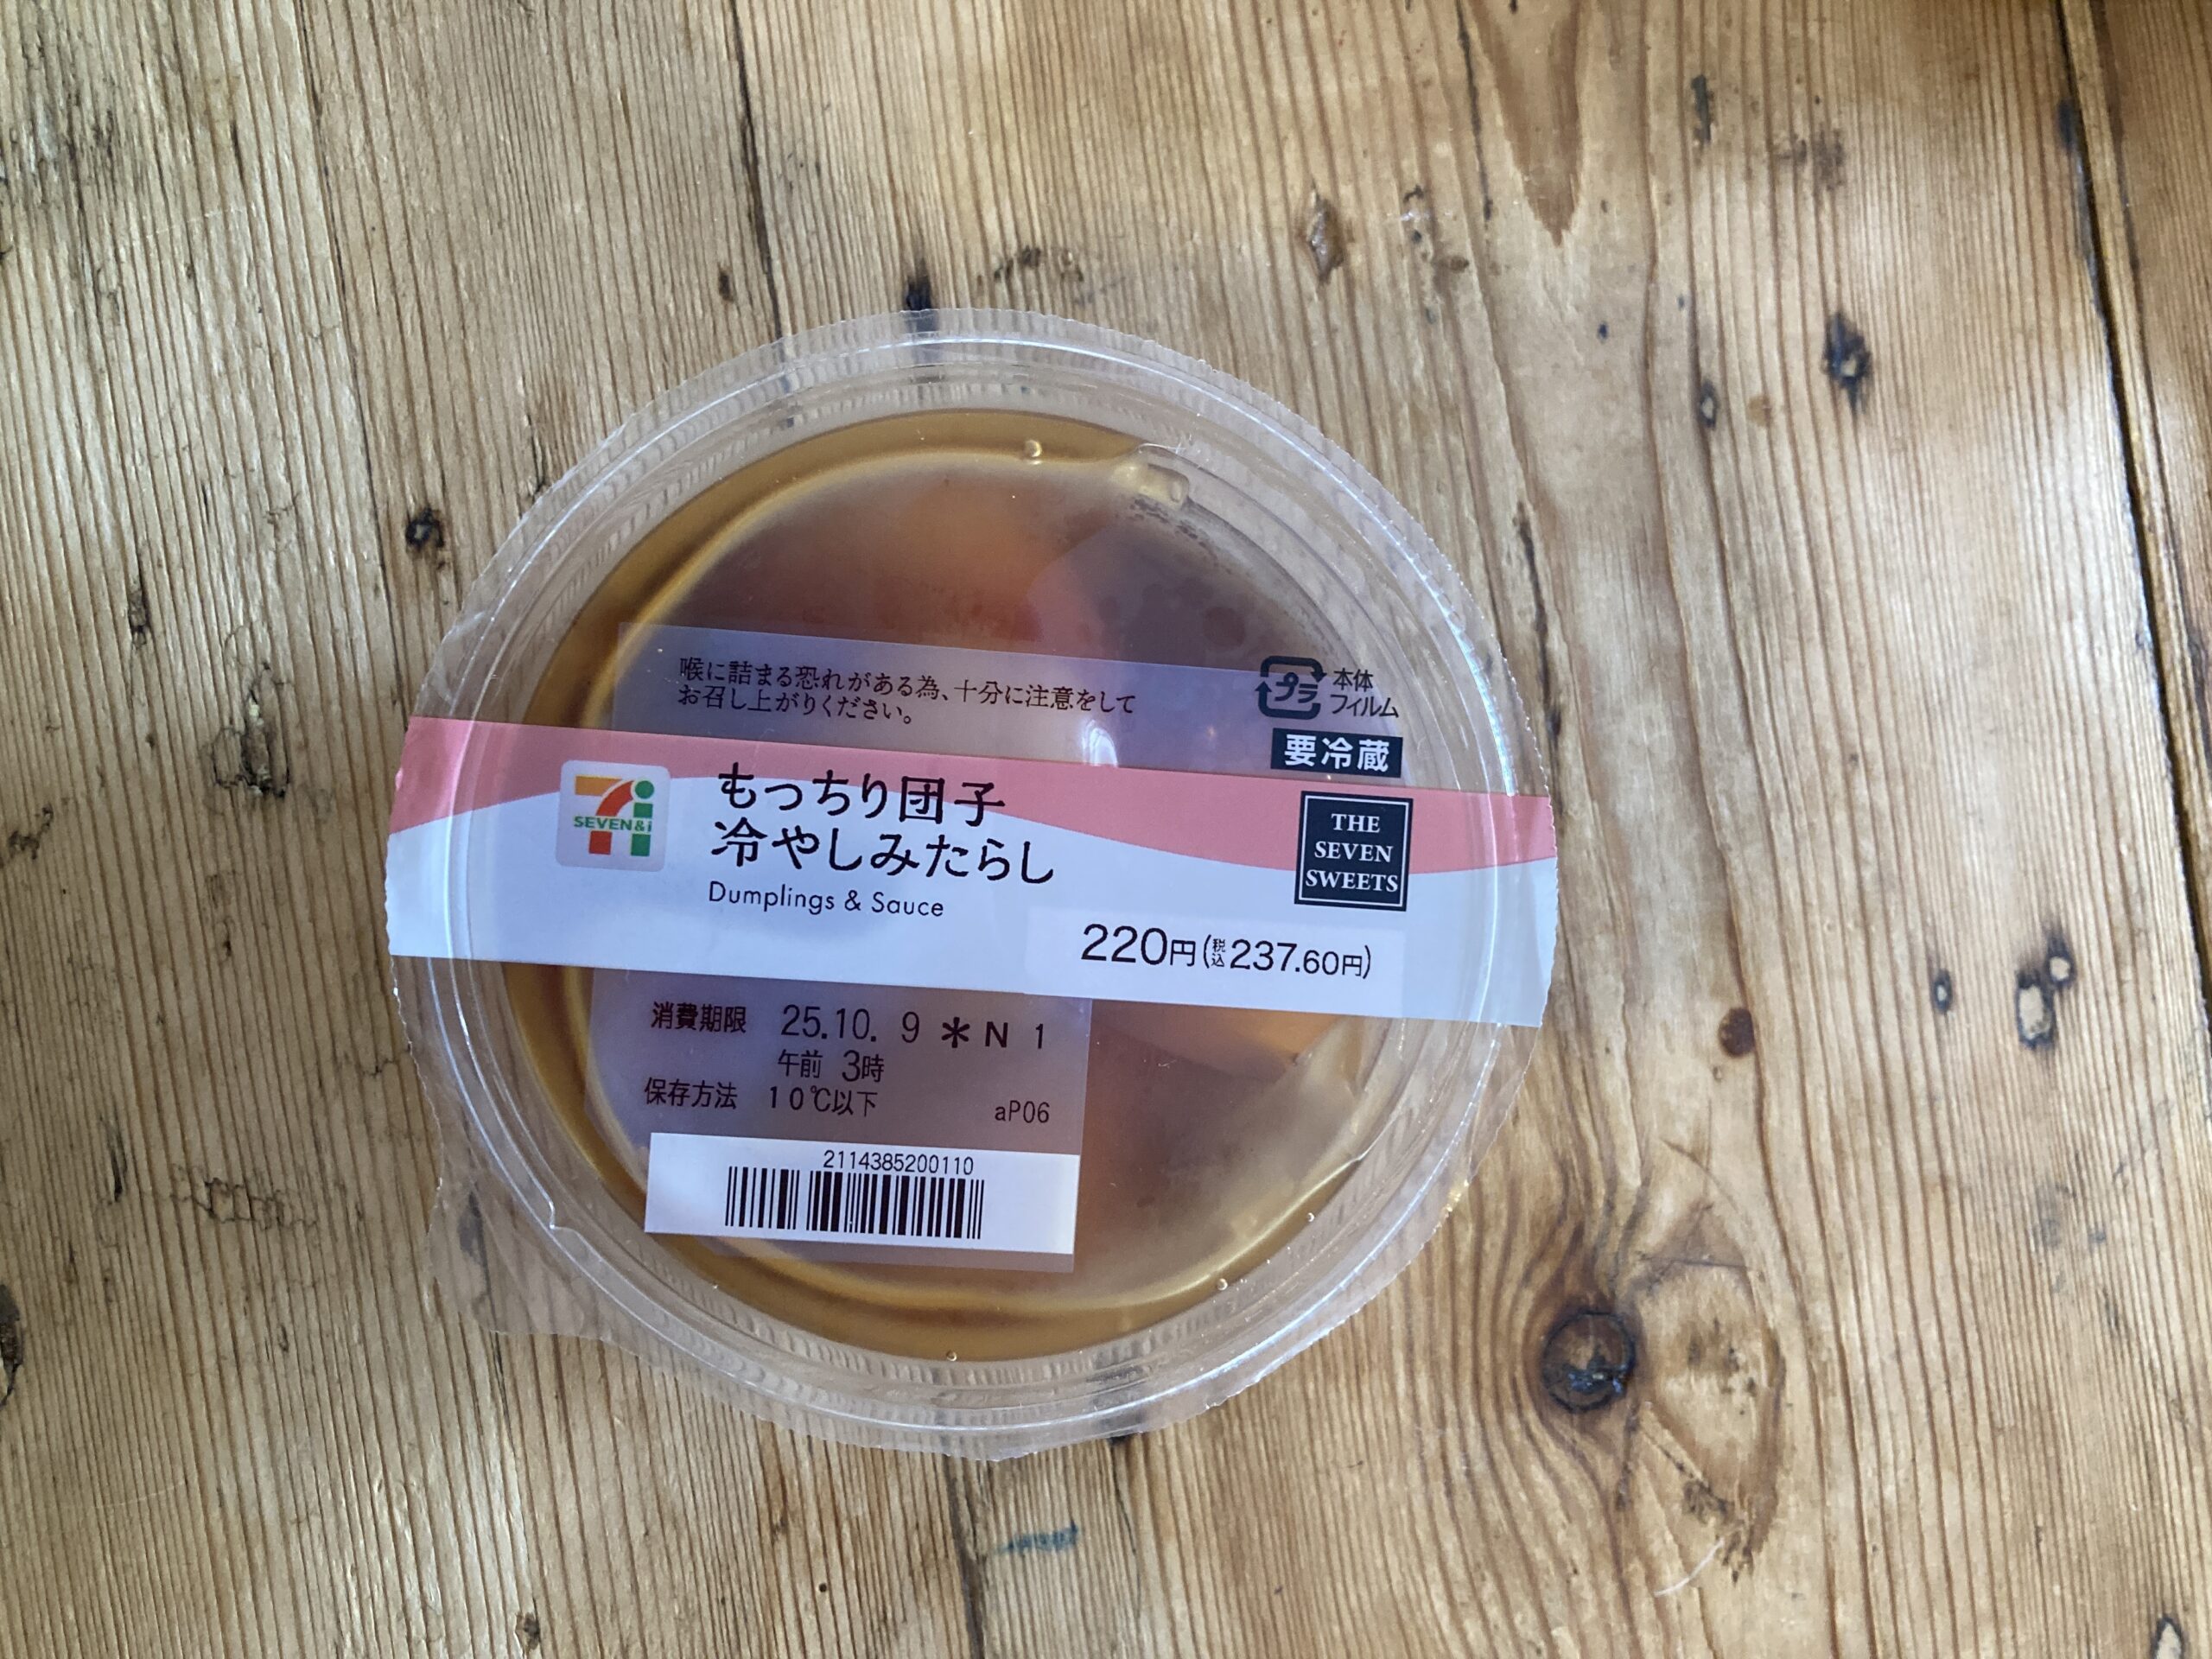 喉に詰まる恐れがある為、十分に注意をして
お召し上がりください。
プラ
本体
フィルム
要冷蔵
SEVEN&i
もっちり団子
冷やしみたらし
Dumplings & Sauce
THE
SEVEN
SWEETS
220円(税込237.60円)
消費期限 25.10. 9 *N 1
午前 3時
保存方法 10℃以下 aP06
2114385200110